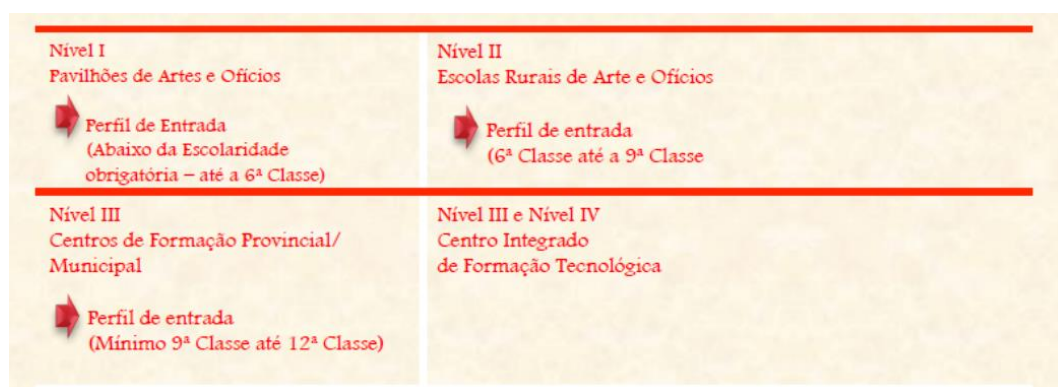 Nível I
Pavilhões de Artes e Ofícios
Perfil de Entrada
(Abaixo da Escolaridade
obrigatória – até a 6ª Classe)
Nível II
Escolas Rurais de Arte e Ofícios
Perfil de entrada
(6ª Classe até a 9ª Classe
Nível III
Centros de Formação Provincial/
Municipal
Perfil de entrada
(Mínimo 9ª Classe até 12ª Classe)
Nível III e Nível IV
Centro Integrado
de Formação Tecnológica